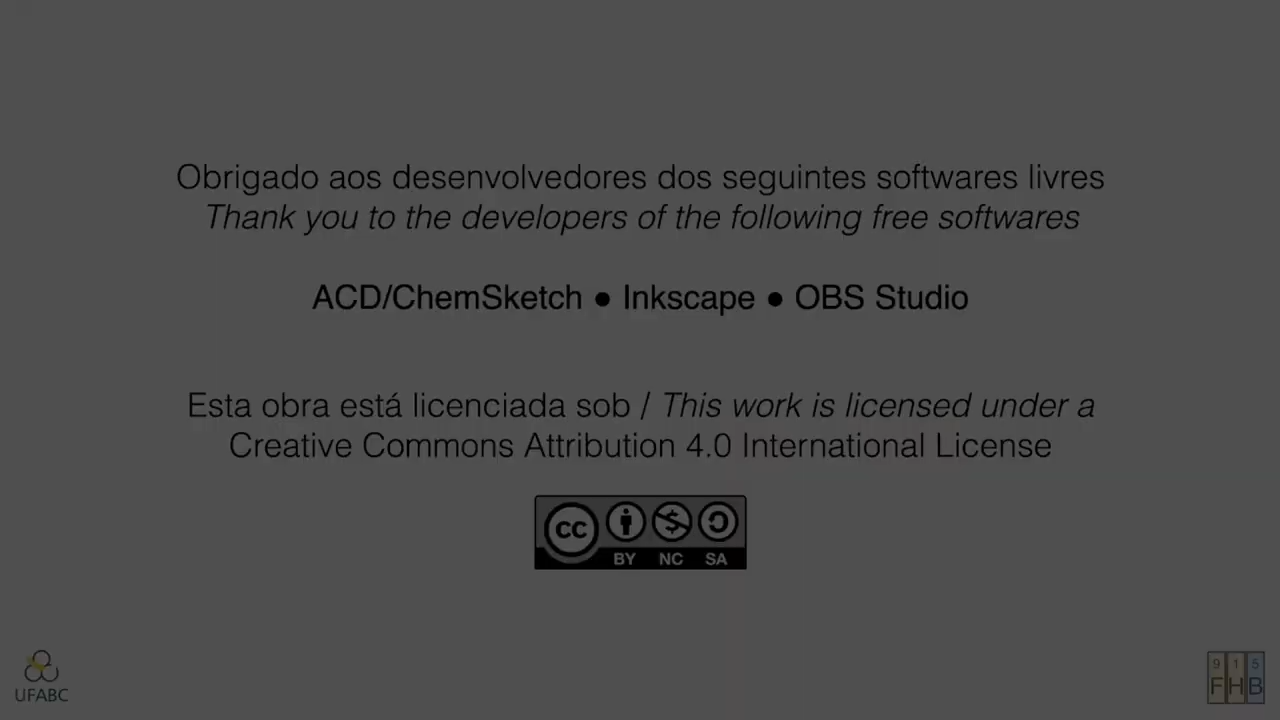 Obrigado aos desenvolvedores dos seguintes softwares livres
Thank you to the developers of the following free softwares
ACD/ChemSketch ● Inkscape ● OBS Studio
Esta obra está licenciada sob / This work is licensed under a
Creative Commons Attribution 4.0 International License
cc
BY NC SA
UFABC
9 1 5
FHB